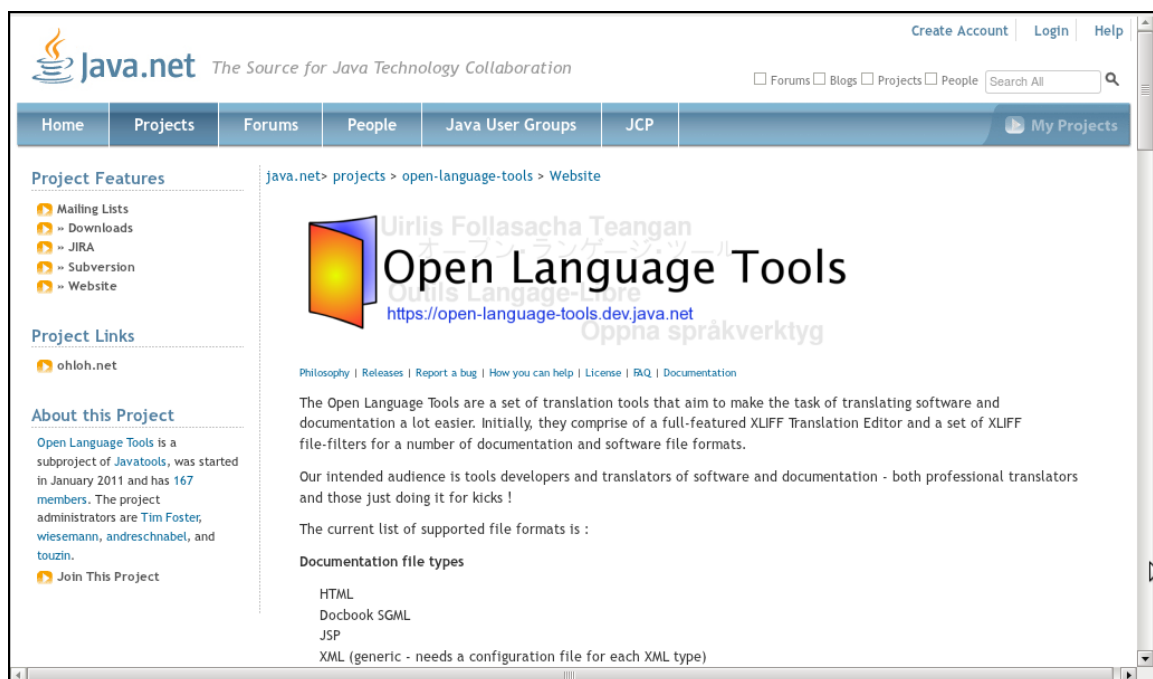 Create Account Login Help
Java.net The Source for Java Technology Collaboration
Forums Blogs Projects People Search All
Home Projects Forums People Java User Groups JCP My Projects
Project Features
Mailing Lists
» Downloads
» JIRA
» Subversion
» Website
Project Links
ohloh.net
About this Project
Open Language Tools is a
subproject of Javatools, was started
in January 2011 and has 167
members. The project
administrators are Tim Foster,
wiesemann, andreschnabel, and
touzin.
Join This Project
java.net> projects > open-language-tools > Website
Uirlis Follasacha Teangan
オープン・ランゲージ・ツール
Open Language Tools
Outils Langage-Libre
https://open-language-tools.dev.java.net
Öppna språkverktyg
Philosophy | Releases | Report a bug | How you can help | License | FAQ | Documentation
The Open Language Tools are a set of translation tools that aim to make the task of translating software and
documentation a lot easier. Initially, they comprise of a full-featured XLIFF Translation Editor and a set of XLIFF
file-filters for a number of documentation and software file formats.
Our intended audience is tools developers and translators of software and documentation - both professional translators
and those just doing it for kicks !
The current list of supported file formats is :
Documentation file types
HTML
Docbook SGML
JSP
XML (generic - needs a configuration file for each XML type)